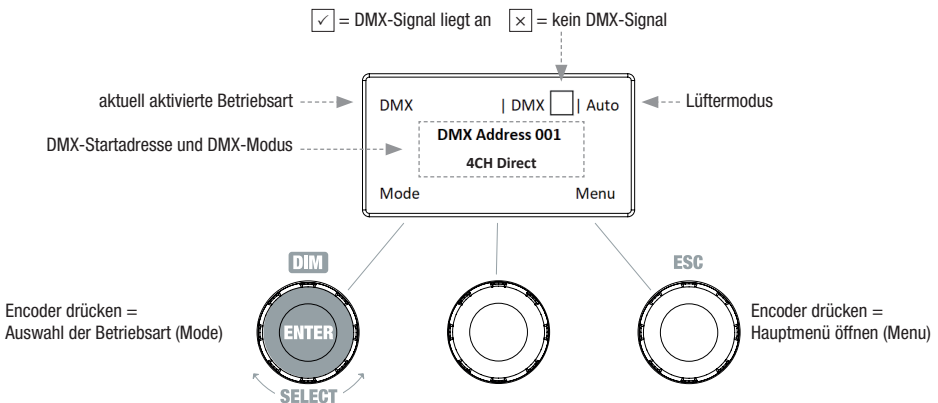 ✓ = DMX-Signal liegt an × = kein DMX-Signal
aktuell aktivierte Betriebsart
DMX | DMX | Auto
Lüftermodus
DMX-Startadresse und DMX-Modus
DMX Address 001
4CH Direct
Mode Menu
DIM
ESC
Encoder drücken =
Auswahl der Betriebsart (Mode)
ENTER
SELECT
Encoder drücken =
Hauptmenü öffnen (Menu)